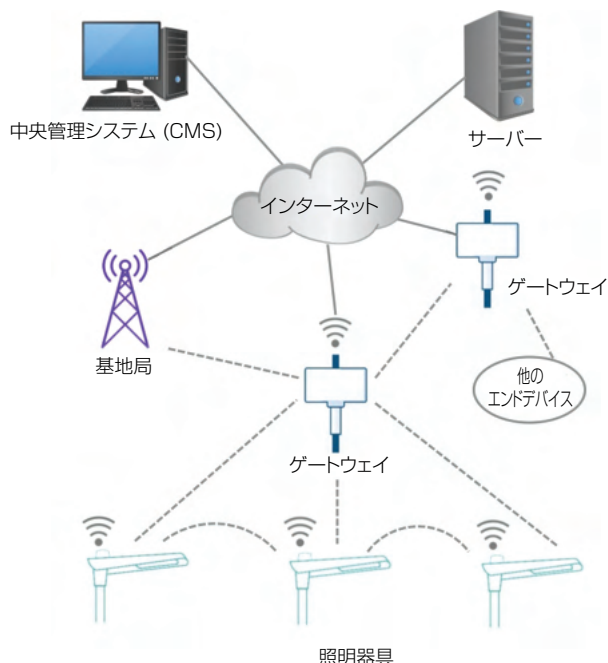 中央管理システム (CMS)
サーバー
インターネット
ゲートウェイ
基地局
他の
エンドデバイス
ゲートウェイ
照明器具